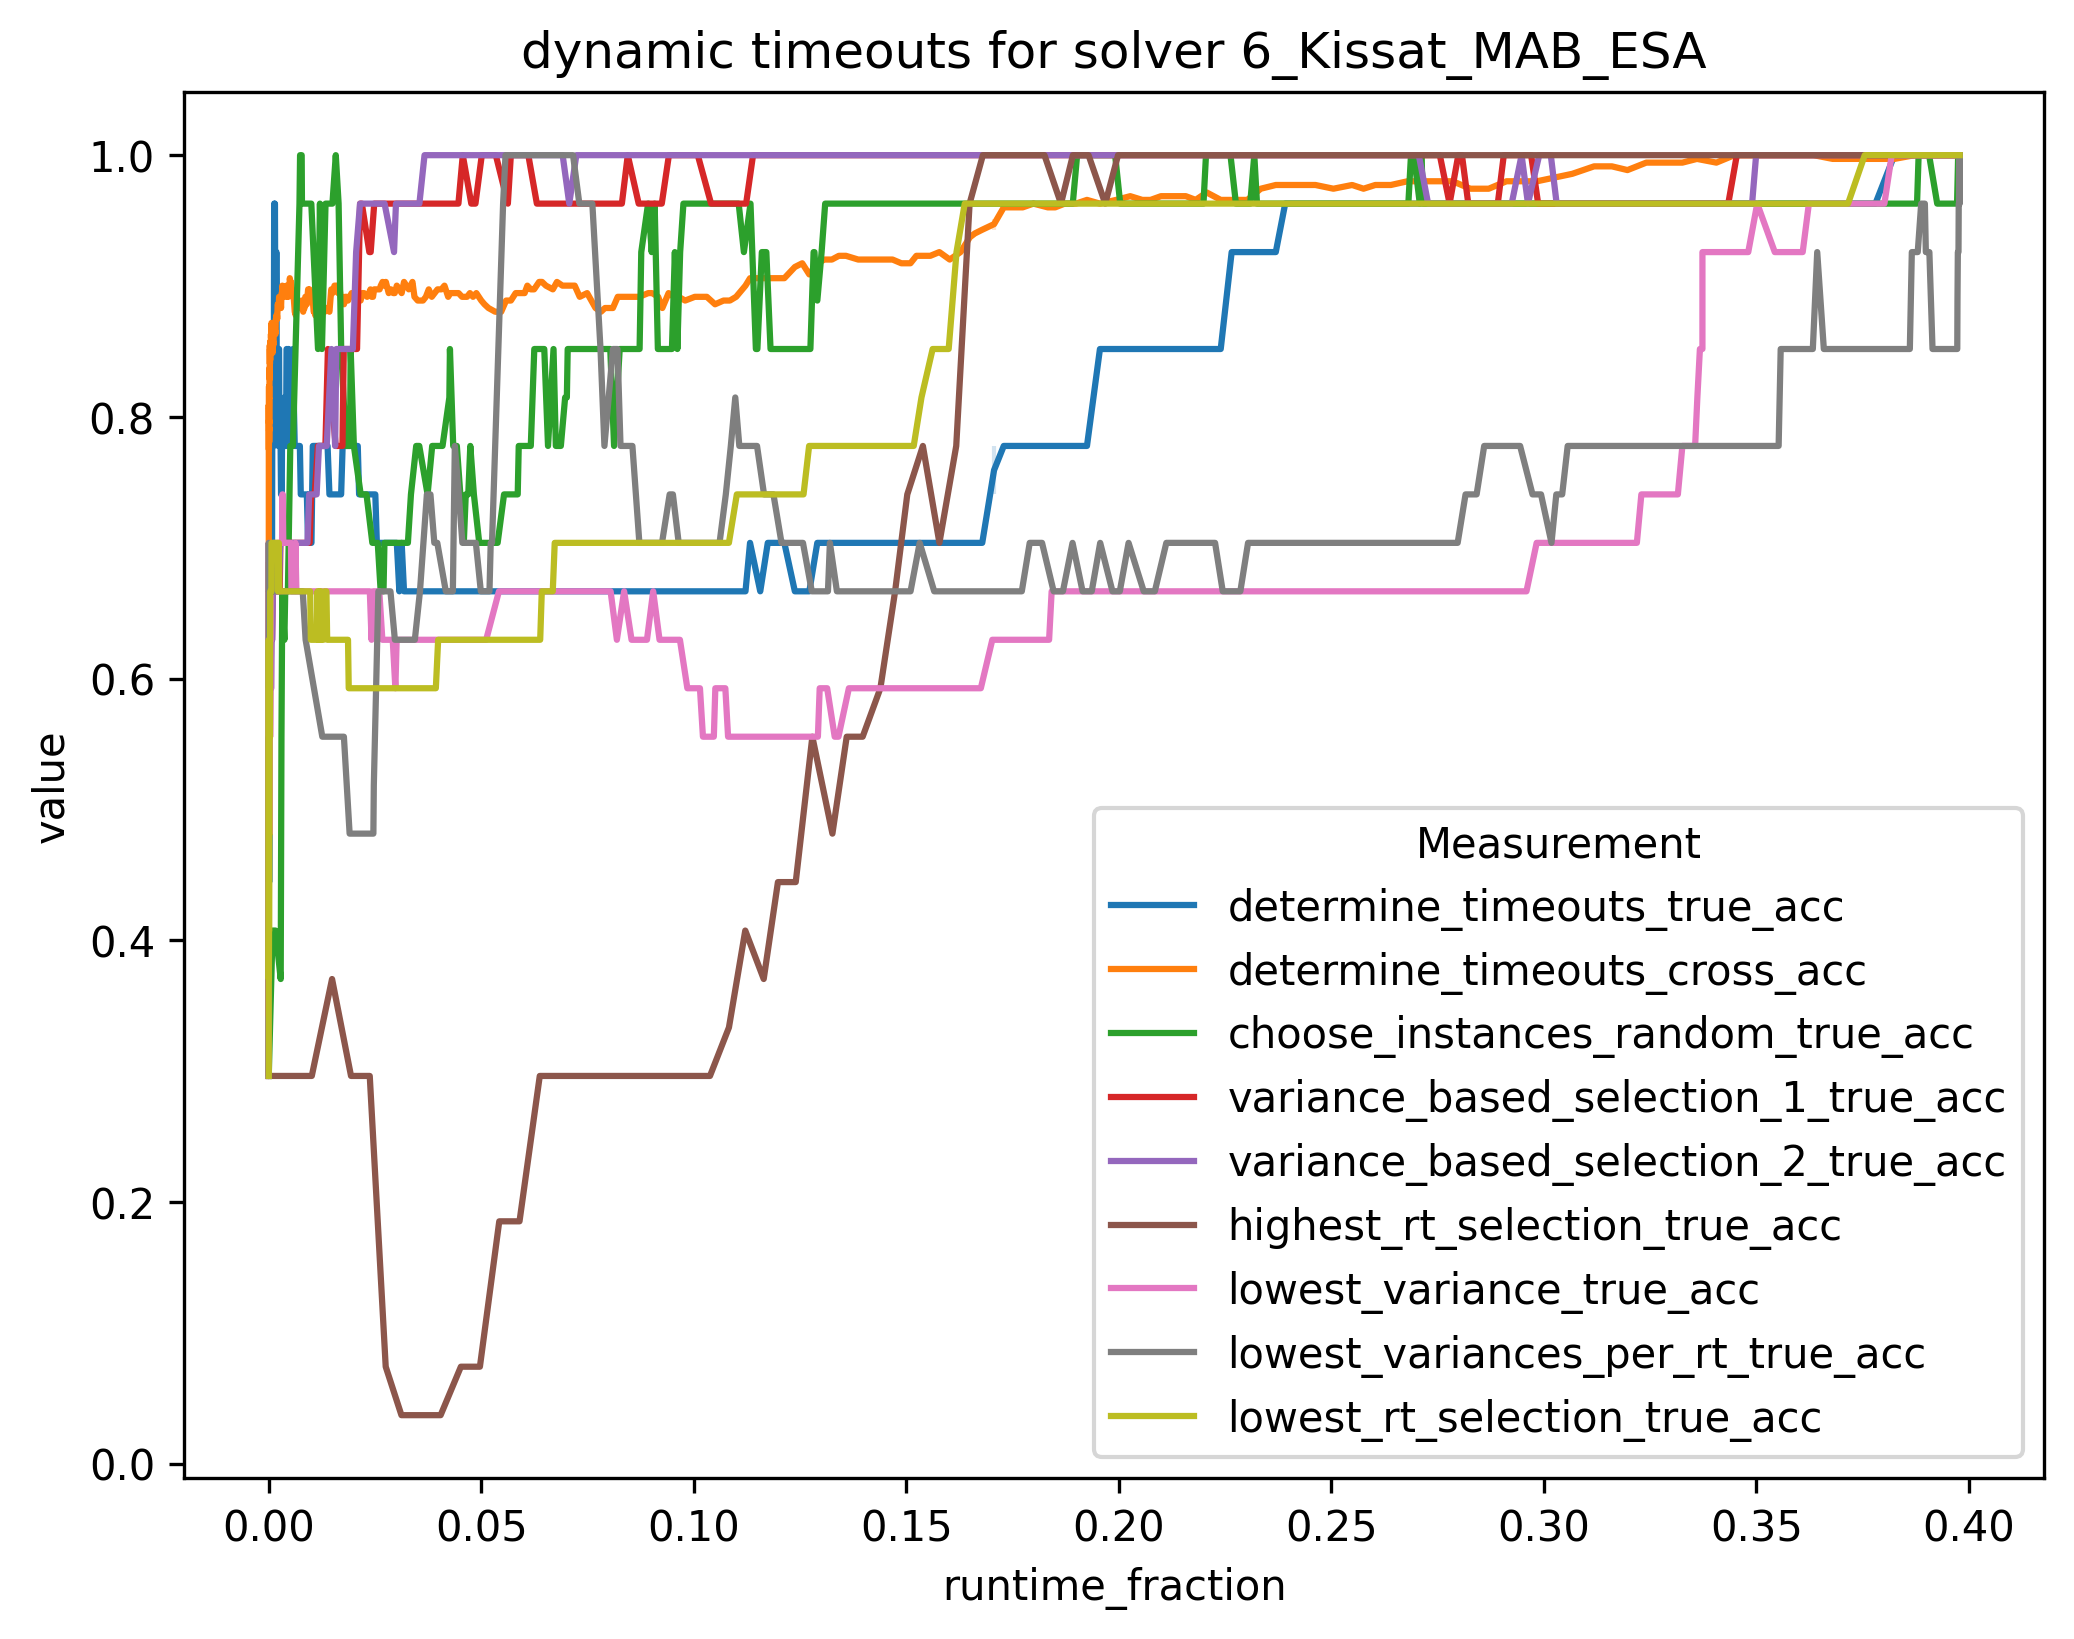 dynamic timeouts for solver 6_Kissat_MAB_ESA
1.0
0.8
0.6
0.4
0.2
0.0
value
0.00 0.05 0.10 0.15 0.20 0.25 0.30 0.35 0.40
runtime_fraction
Measurement
determine_timeouts_true_acc
determine_timeouts_cross_acc
choose_instances_random_true_acc
variance_based_selection_1_true_acc
variance_based_selection_2_true_acc
highest_rt_selection_true_acc
lowest_variance_true_acc
lowest_variances_per_rt_true_acc
lowest_rt_selection_true_acc